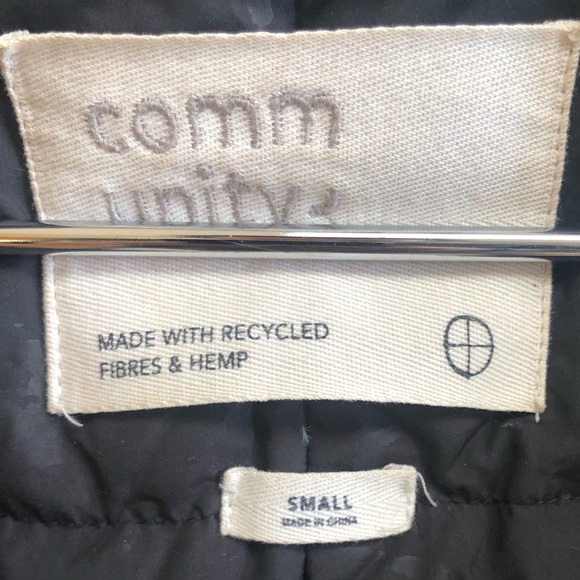 comm
unity
MADE WITH RECYCLED
FIBRES & HEMP
SMALL
MADE IN CHINA